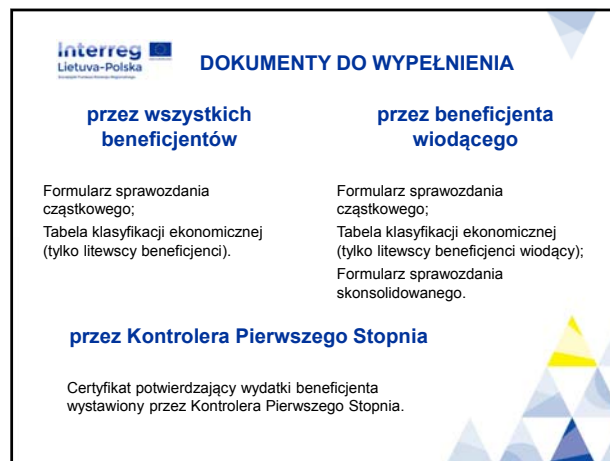 Interreg
Lietuva-Polska
DOKUMENTY DO WYPEŁNIENIA
przez wszystkich
beneficjentów
Formularz sprawozdania
cząstkowego;
Tabela klasyfikacji ekonomicznej
(tylko litewscy beneficjenci).
przez beneficjenta
wiodącego
Formularz sprawozdania
cząstkowego;
Tabela klasyfikacji ekonomicznej
(tylko litewscy beneficjenci wiodący);
Formularz sprawozdania
skonsolidowanego.
przez Kontrolera Pierwszego Stopnia
Certyfikat potwierdzający wydatki beneficjenta
wystawiony przez Kontrolera Pierwszego Stopnia.